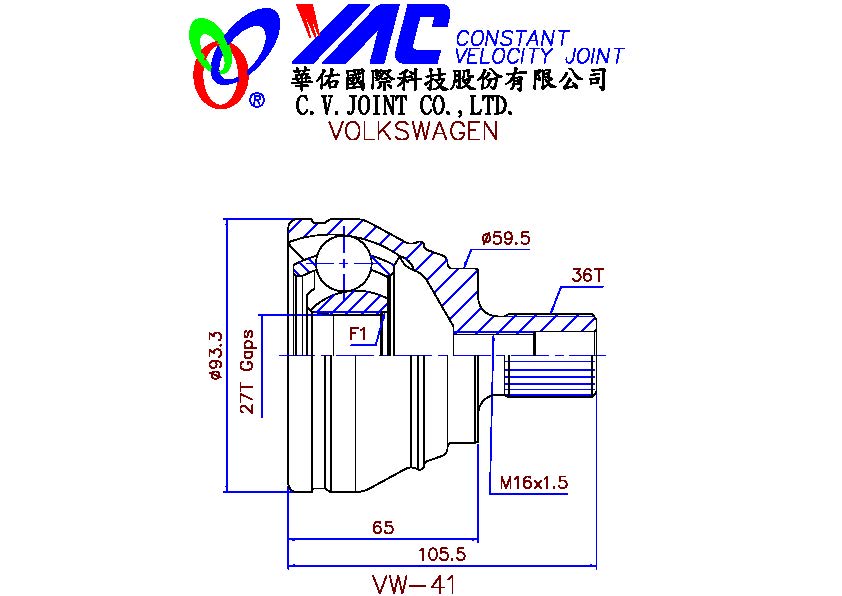 YAC CONSTANT
VELOCITY JOINT
®
華佑國際科技股份有限公司
C.V.JOINT CO.,LTD.
VOLKSWAGEN
ø59.5
36T
F1
ø93.3
27T Gaps
M16x1.5
65
105.5
VW-41